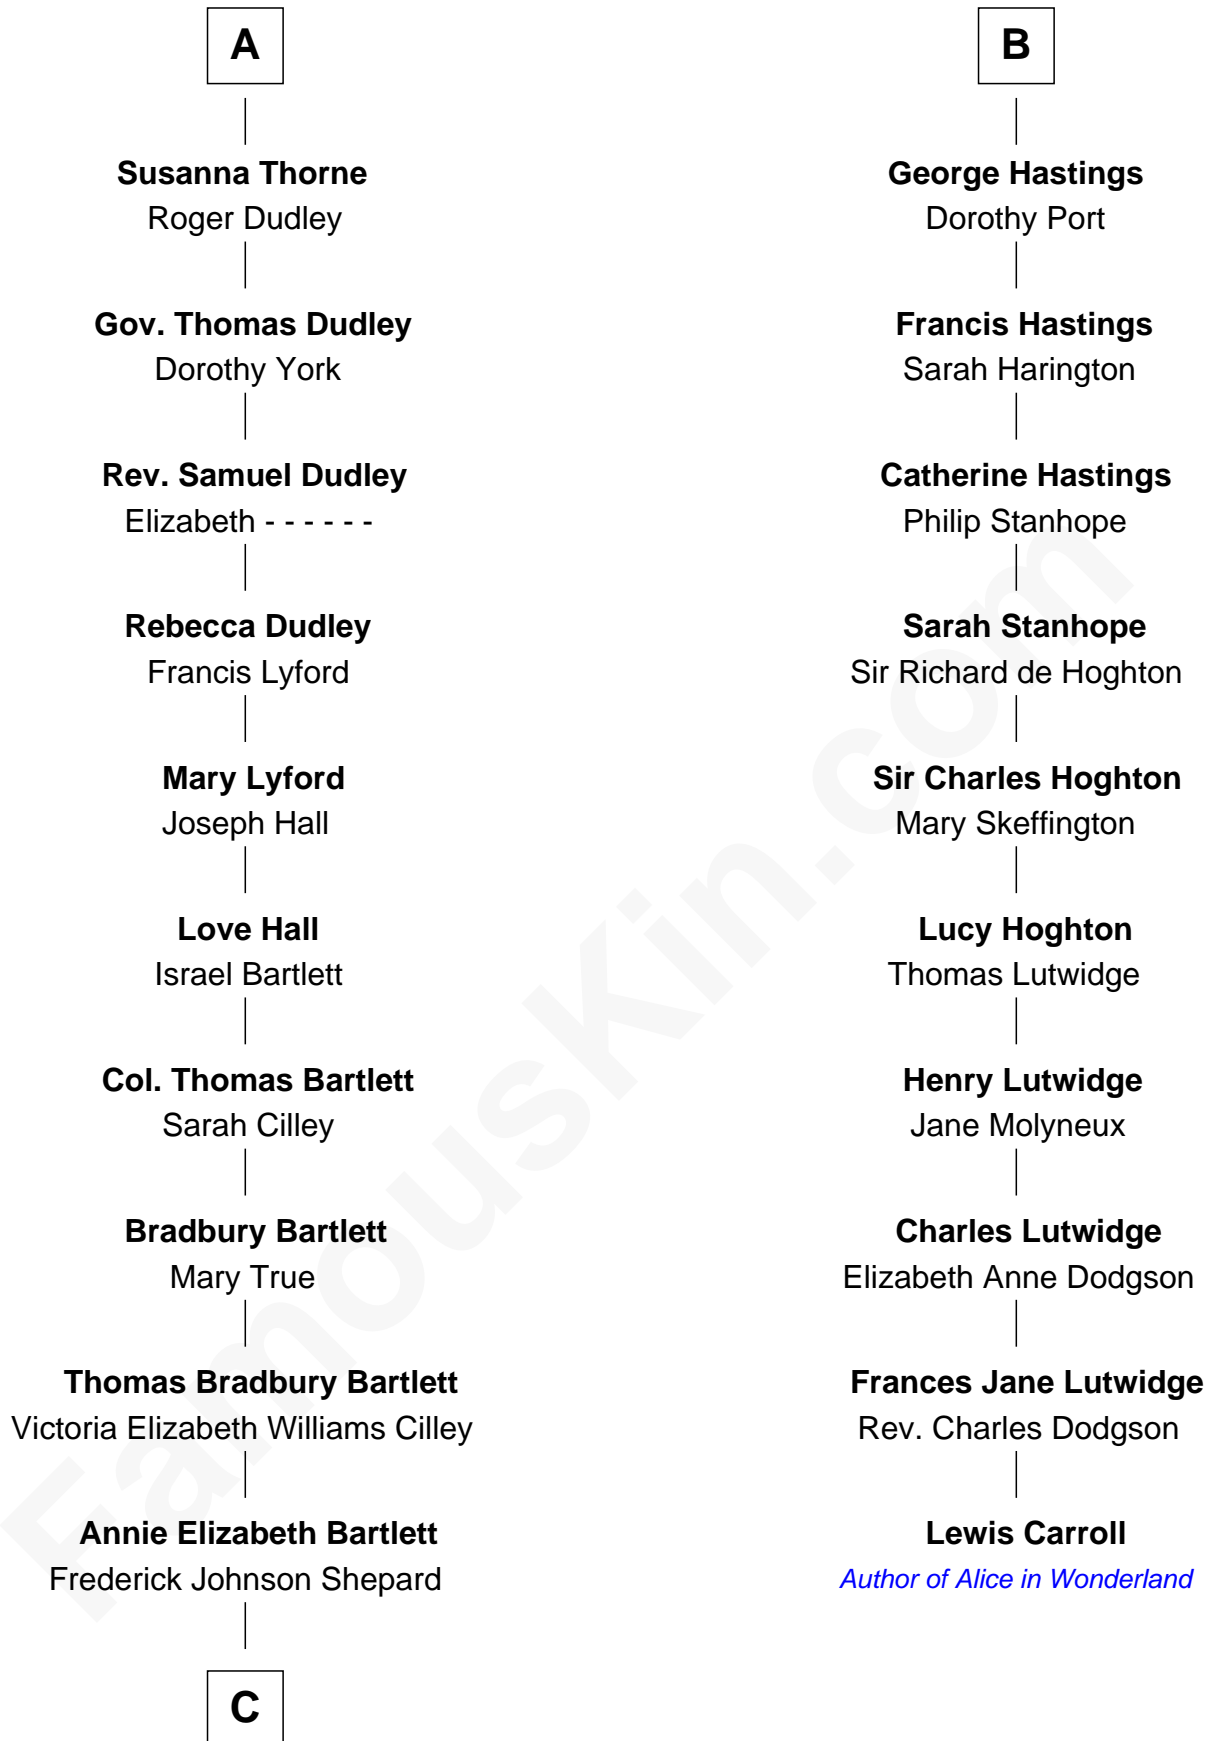 A
Susanna Thorne
Roger Dudley
Gov. Thomas Dudley
Dorothy York
Rev. Samuel Dudley
Elizabeth - - - - - -
Rebecca Dudley
Francis Lyford
Mary Lyford
Joseph Hall
Love Hall
Israel Bartlett
Col. Thomas Bartlett
Sarah Cilley
Bradbury Bartlett
Mary True
Thomas Bradbury Bartlett
Victoria Elizabeth Williams Cilley
Annie Elizabeth Bartlett
Frederick Johnson Shepard
C
B
George Hastings
Dorothy Port
Francis Hastings
Sarah Harington
Catherine Hastings
Philip Stanhope
Sarah Stanhope
Sir Richard de Hoghton
Sir Charles Hoghton
Mary Skeffington
Lucy Hoghton
Thomas Lutwidge
Henry Lutwidge
Jane Molyneux
Charles Lutwidge
Elizabeth Anne Dodgson
Frances Jane Lutwidge
Rev. Charles Dodgson
Lewis Carroll
Author of Alice in Wonderland
FamousKin.com